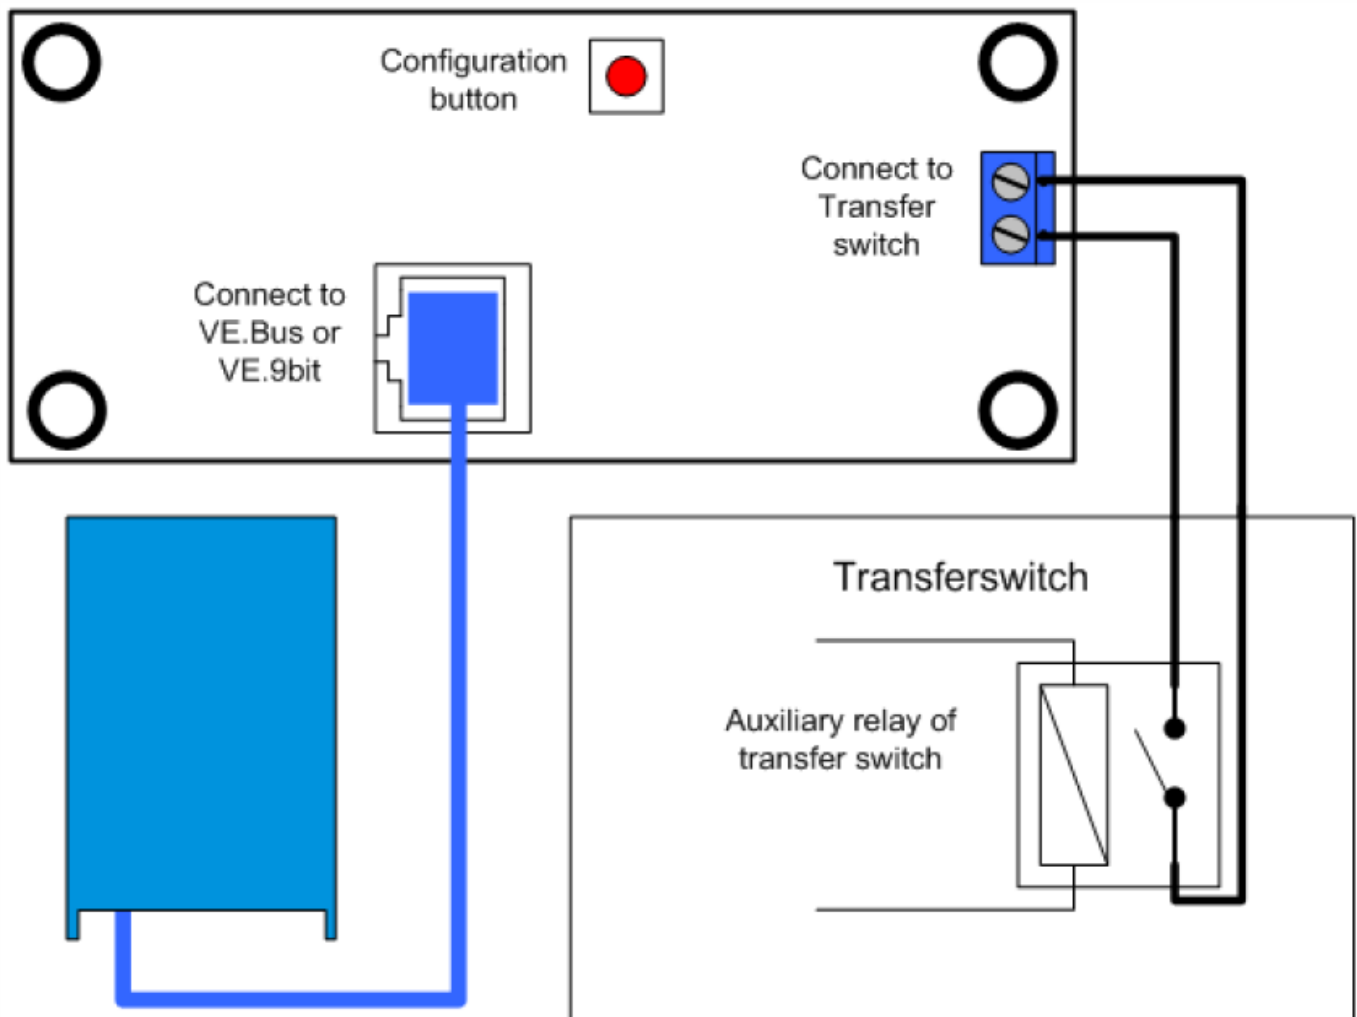 Configuration
button
Connect to
Transfer
switch
Connect to
VE.Bus or
VE.9bit
Transferswitch
Auxiliary relay of
transfer switch